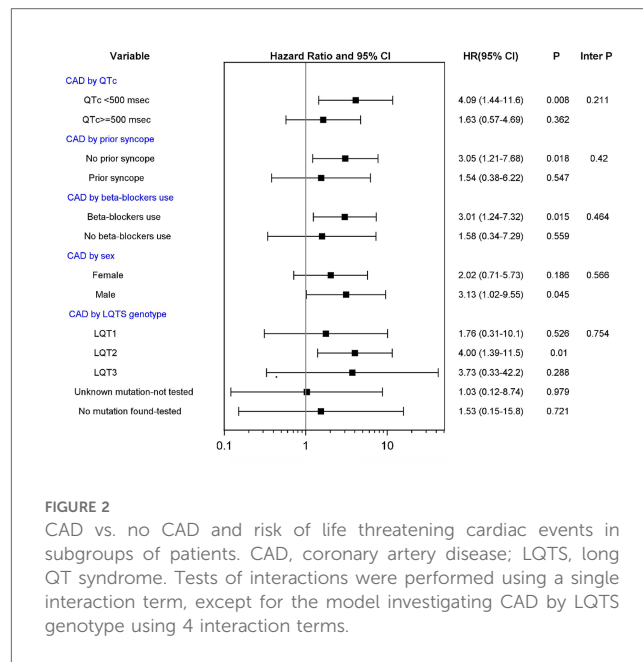 Variable Hazard Ratio and 95% CI HR(95% CI) P Inter P
CAD by QTc
QTc <500 msec 4.09 (1.44-11.6) 0.008 0.211
QTc>=500 msec 1.63 (0.57-4.69) 0.362
CAD by prior syncope
No prior syncope 3.05 (1.21-7.68) 0.018 0.42
Prior syncope 1.54 (0.38-6.22) 0.547
CAD by beta-blockers use
Beta-blockers use 3.01 (1.24-7.32) 0.015 0.464
No beta-blockers use 1.58 (0.34-7.29) 0.559
CAD by sex
Female 2.02 (0.71-5.73) 0.186 0.566
Male 3.13 (1.02-9.55) 0.045
CAD by LQTS genotype
LQT1 1.76 (0.31-10.1) 0.526 0.754
LQT2 4.00 (1.39-11.5) 0.01
LQT3 3.73 (0.33-42.2) 0.288
Unknown mutation-not tested 1.03 (0.12-8.74) 0.979
No mutation found-tested 1.53 (0.15-15.8) 0.721
0.1 1 10
FIGURE 2
CAD vs. no CAD and risk of life threatening cardiac events in
subgroups of patients. CAD, coronary artery disease; LQTS, long
QT syndrome. Tests of interactions were performed using a single
interaction term, except for the model investigating CAD by LQTS
genotype using 4 interaction terms.